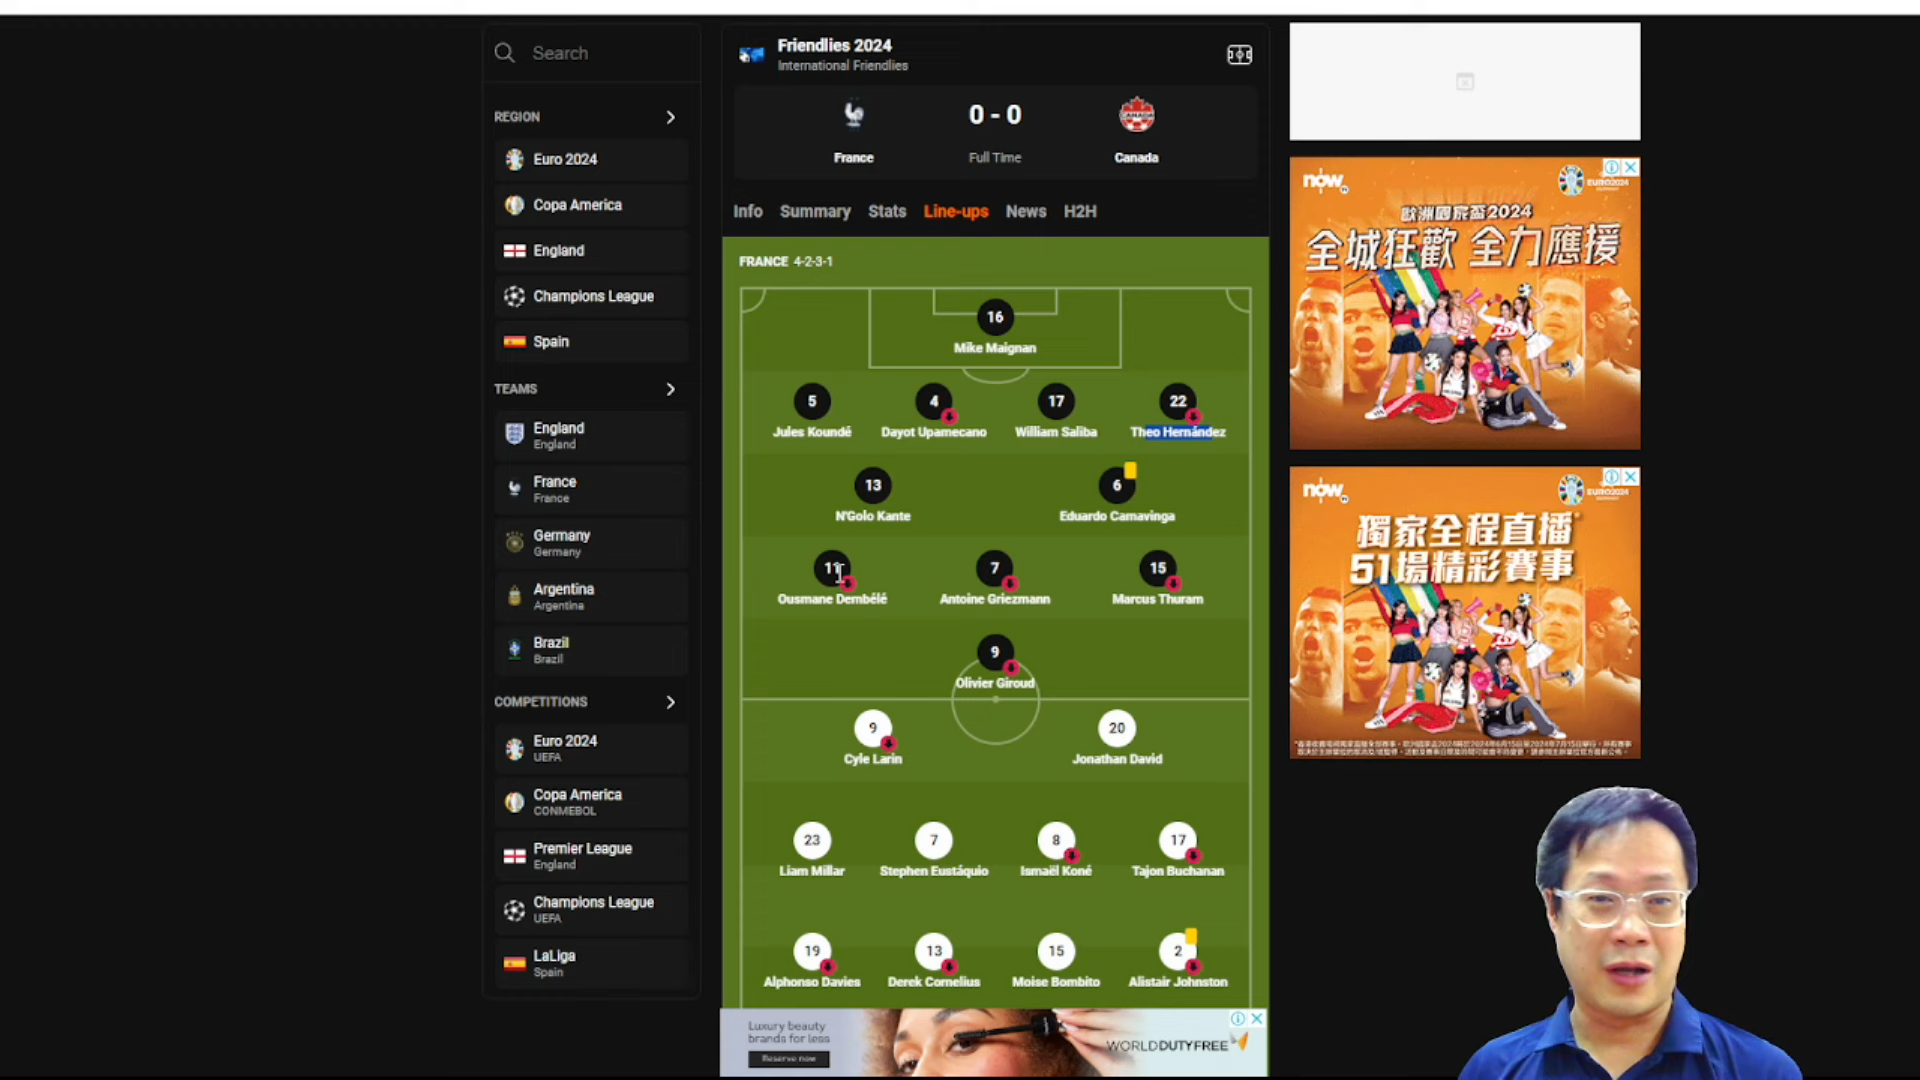 Search
REGION
Euro 2024
Copa America
England
Champions League
Spain
TEAMS
England
England
France
France
Germany
Germany
Argentina
Argentina
Brazil
Brazil
COMPETITIONS
Euro 2024
UEFA
Copa America
CONMEBOL
Premier League
England
Champions League
UEFA
LaLiga
Spain
Friendlies 2024
International Friendlies
0 - 0
France
Full Time
Canada
CANADA
Info Summary Stats Line-ups News H2H
FRANCE 4-2-3-1
16
Mike Maignan
5 4 17 22
Jules Koundé Dayot Upamecano William Saliba Theo Hernández
13 6
N'Golo Kante Eduardo Camavinga
11 7 15
Ousmane Dembélé Antoine Griezmann Marcus Thuram
9
Olivier Giroud
9 20
Cyle Larin Jonathan David
23 7 8 17
Liam Millar Stephen Eustáquio Ismaël Koné Tajon Buchanan
19 13 15 2
Alphonso Davies Derek Cornelius Moise Bombito Alistair Johnston
Luxury beauty
brands for less
Reserve now
WORLDDUTYFREE
now
EURO2024
歐洲國家盃2024
全城狂歡 全力應援
now
EURO2024
獨家全程直播
51場精彩賽事